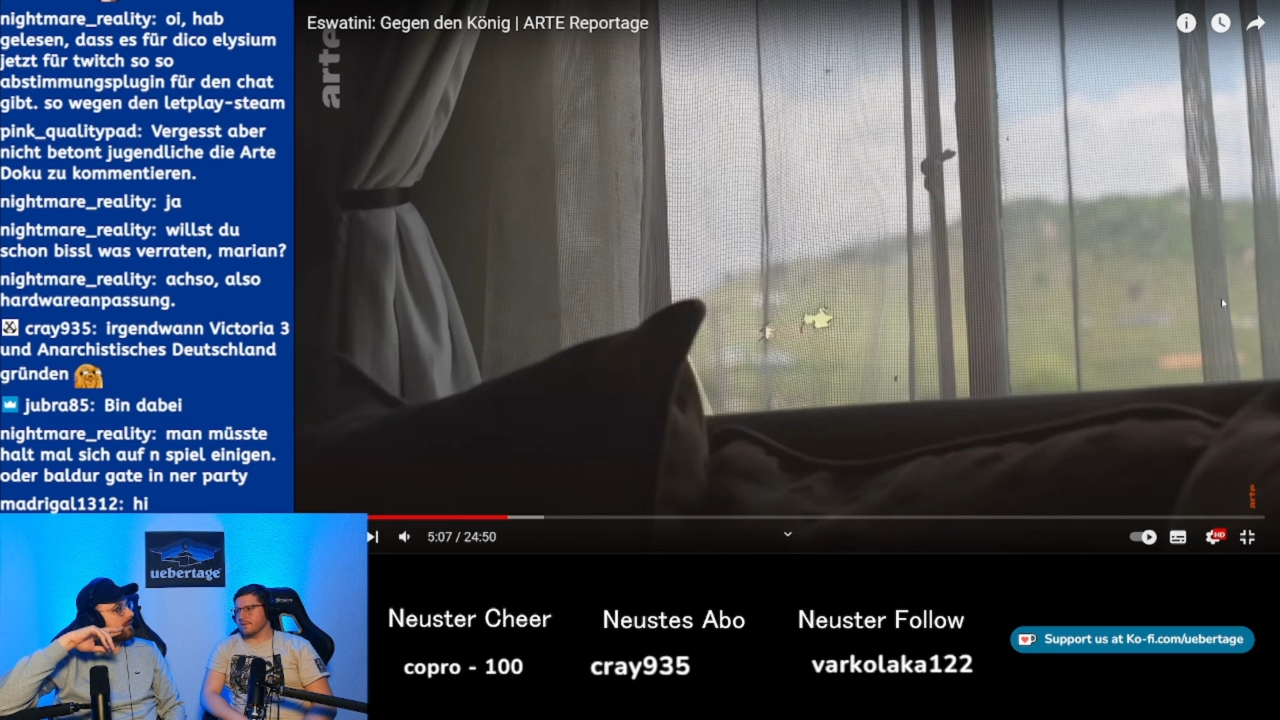 nightmare_reality: oi, hab
gelesen, dass es für dico elysium
jetzt für twitch so so
abstimmungsplugin für den chat
gibt. so wegen den letplay-steam
pink_qualitypad: Vergesst aber
nicht betont jugendliche die Arte
Doku zu kommentieren.
nightmare_reality: ja
nightmare_reality: willst du
schon bissl was verraten, marian?
nightmare_reality: achso, also
hardwareanpassung.
cray935: irgendwann Victoria 3
und Anarchistisches Deutschland
gründen
jubra85: Bin dabei
nightmare_reality: man müsste
halt mal sich auf n spiel einigen.
oder baldur gate in ner party
madrigal1312: hi
Eswatini: Gegen den König | ARTE Reportage
arte
arte
5:07 / 24:50
HD
uebertage
Neuster Cheer
copro - 100
Neustes Abo
cray935
Neuster Follow
varkolaka122
Support us at Ko-fi.com/uebertage